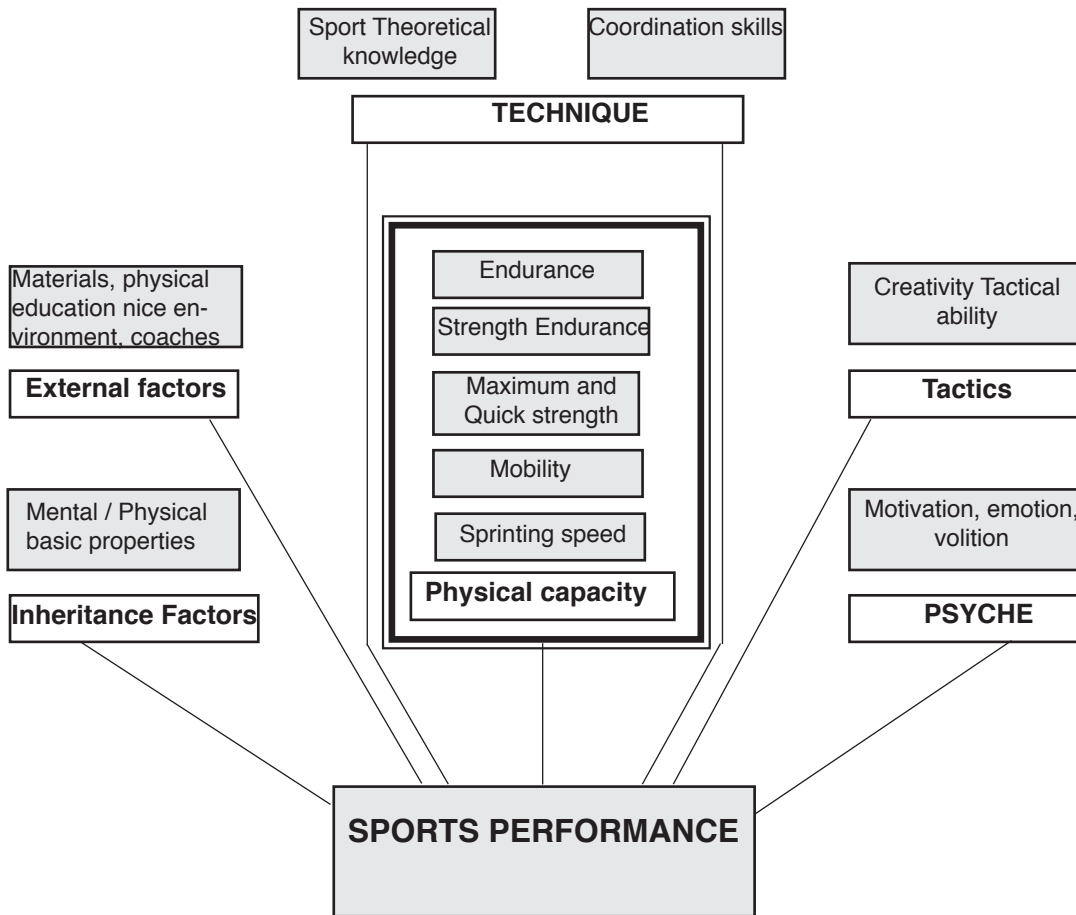 Sport Theoretical
knowledge
Coordination skills
TECHNIQUE
Endurance
Strength Endurance
Maximum and
Quick strength
Mobility
Sprinting speed
Physical capacity
Materials, physical
education nice en-
vironment, coaches
External factors
Mental / Physical
basic properties
Inheritance Factors
Creativity Tactical
ability
Tactics
Motivation, emotion,
volition
PSYCHE
SPORTS PERFORMANCE